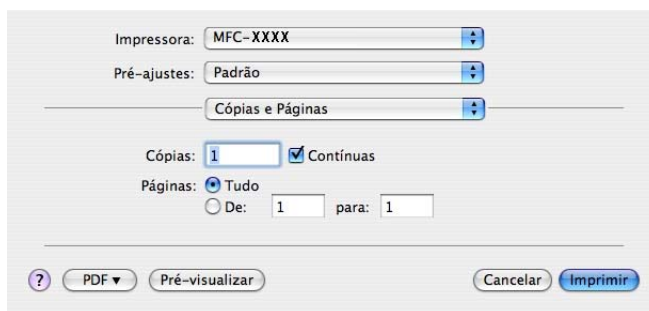 Impressora: MFC-XXXX
Pré-ajustes: Padrão
Cópias e Páginas
Cópias: 1 Contínuas
Páginas: Tudo
De: 1 para: 1
? PDF▼ Pré-visualizar Cancelar Imprimir